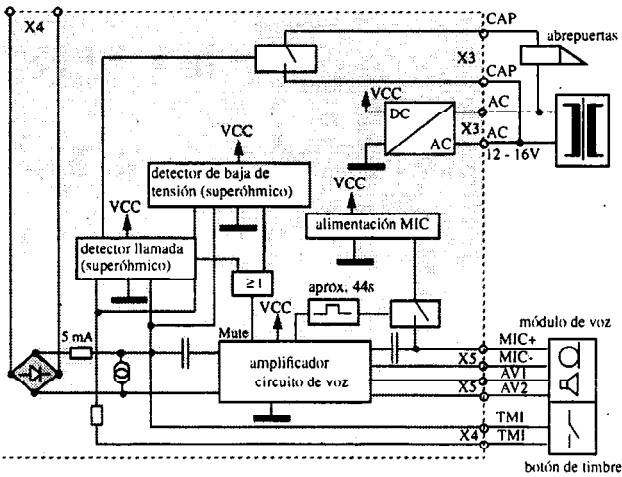 X4
CAP
abrepuertas
X3
CAP
VCC
AC
DC
X3
AC
AC
12 - 16V
VCC
detector de baja de
tensión (superóhmico)
VCC
alimentación MIC
VCC
detector llamada
(superóhmico)
≥1
aprox. 44s
VCC
módulo de voz
5 mA
Mute
MIC+
amplificador
circuito de voz
X5
MIC-
AV1
X5
AV2
TMI
X4
TMI
botón de timbre